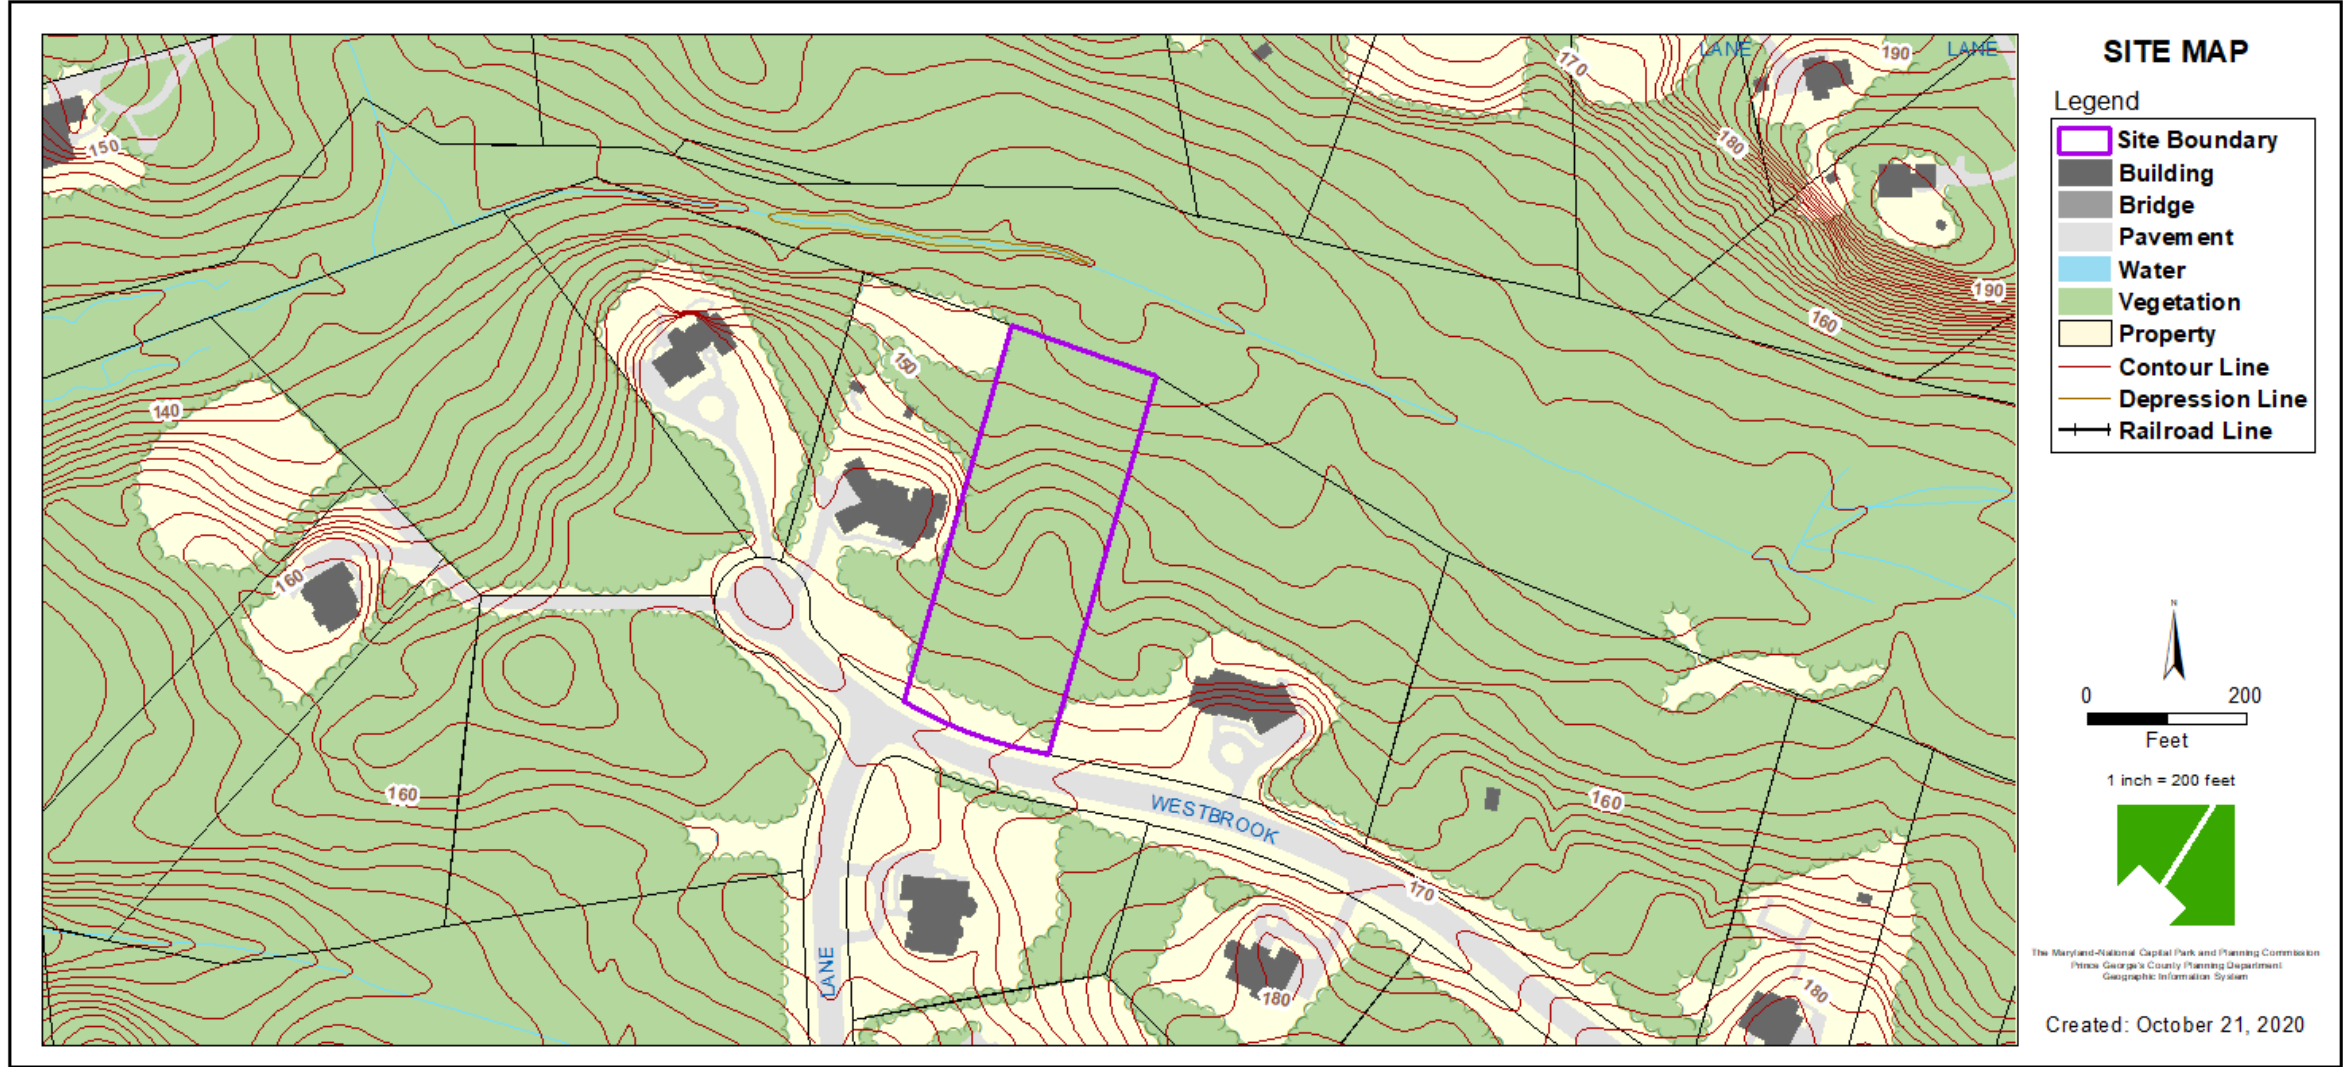 SITE MAP
Legend
Site Boundary
Building
Bridge
Pavement
Water
Vegetation
Property
Contour Line
Depression Line
Railroad Line
N
0 200
Feet
1 inch = 200 feet
The Maryland-National Capital Park and Planning Commission
Prince George's County Planning Department
Geographic Information System
Created: October 21, 2020
LANE
190
LANE
170
150
180
190
160
150
140
160
160
WESTBROOK
160
170
LANE
180
180